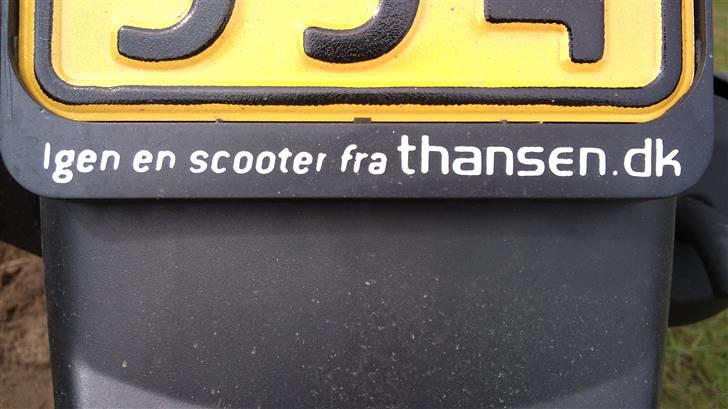 Igen en scooter fra thansen.dk